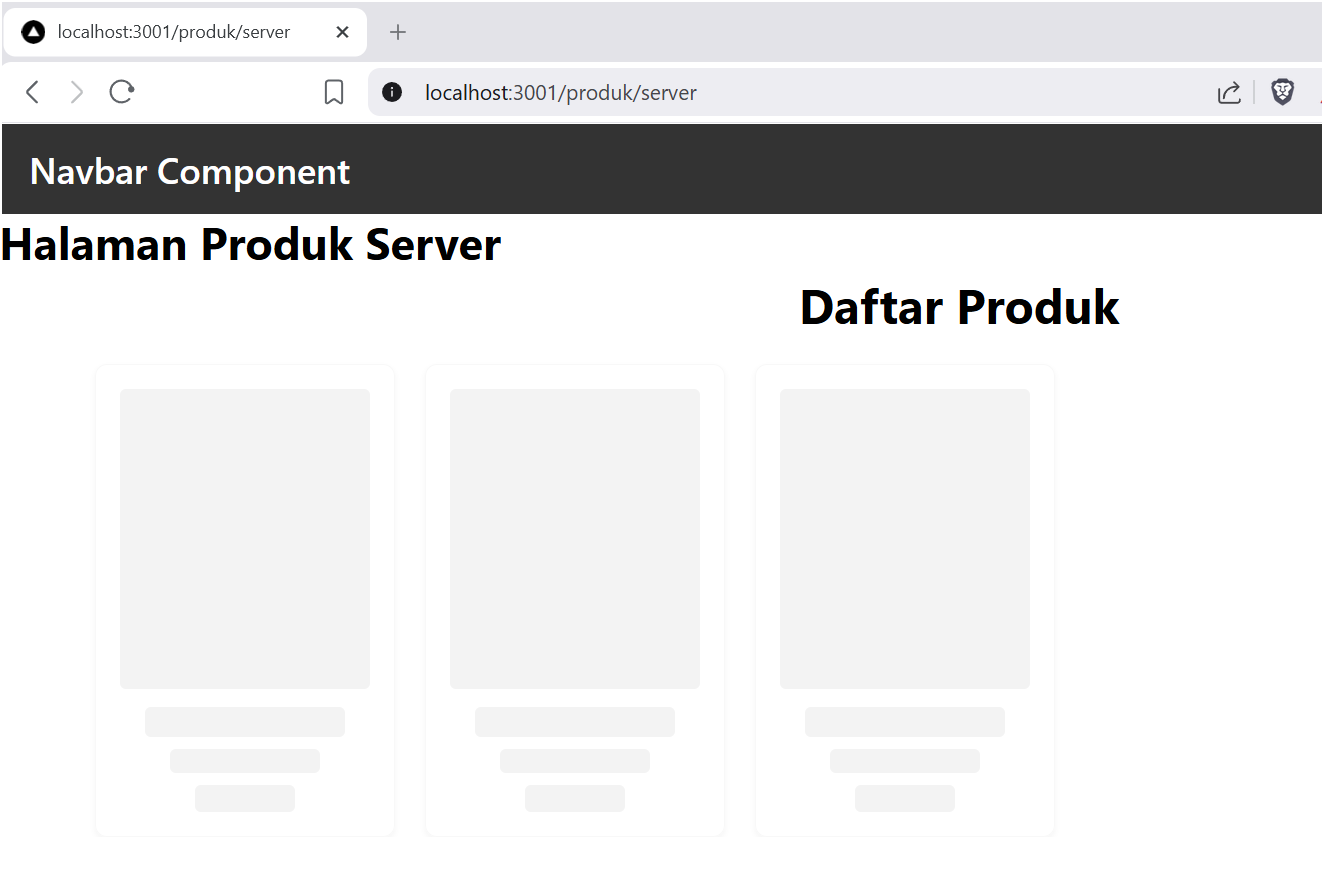 localhost:3001/produk/server
localhost:3001/produk/server
Navbar Component
Halaman Produk Server
Daftar Produk